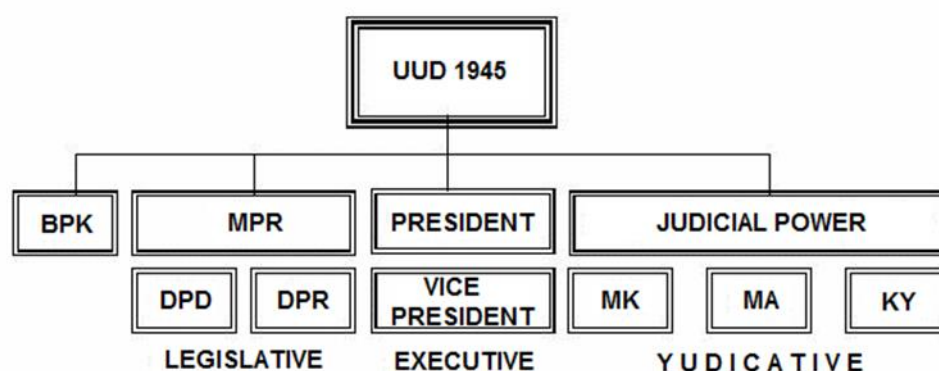 UUD 1945
BPK
MPR
PRESIDENT
JUDICIAL POWER
DPD
DPR
VICE
PRESIDENT
MK
MA
KY
LEGISLATIVE
EXECUTIVE
YUDICATIVE